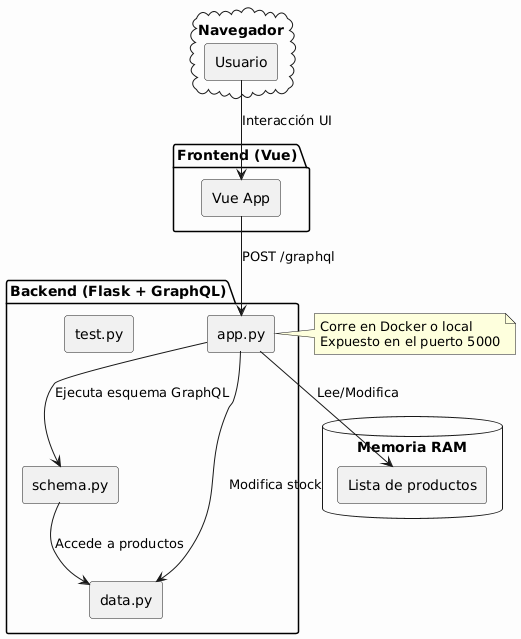 Navegador
Usuario
Interacción UI
Frontend (Vue)
Vue App
POST /graphql
Backend (Flask + GraphQL)
test.py
app.py
Corre en Docker o local
Expuesto en el puerto 5000
Ejecuta esquema GraphQL
Lee/Modifica
Memoria RAM
schema.py
Modifica stock
Lista de productos
Accede a productos
data.py